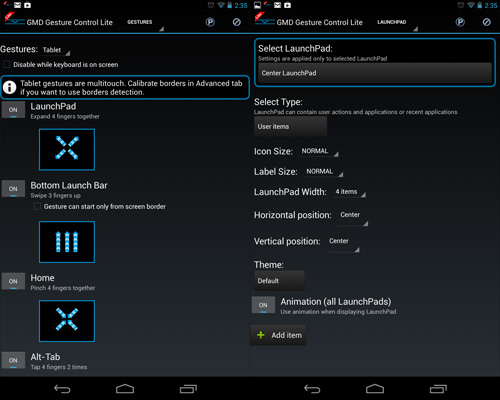 2:35
GMD Gesture Control Lite
GESTURES
P
Gestures: Tablet
Disable while keyboard is on screen
Tablet gestures are multitouch. Calibrate borders in Advanced tab
if you want to use borders detection.
ON
LaunchPad
Expand 4 fingers together
ON
Bottom Launch Bar
Swipe 3 fingers up
Gesture can start only from screen border
ON
Home
Pinch 4 fingers together
ON
Alt-Tab
Tap 4 fingers 2 times
2:35
GMD Gesture Control Lite
LAUNCHPAD
P
Select LaunchPad:
Settings are applied only to selected LaunchPad
Center LaunchPad
Select Type:
LaunchPad can contain user actions and applications or recent applications
User items
Icon Size: NORMAL
Label Size: NORMAL
LaunchPad Width: 4 items
Horizontal position: Center
Vertical position: Center
Theme:
Default
ON
Animation (all LaunchPads)
Use animation when displaying LaunchPad
Add item